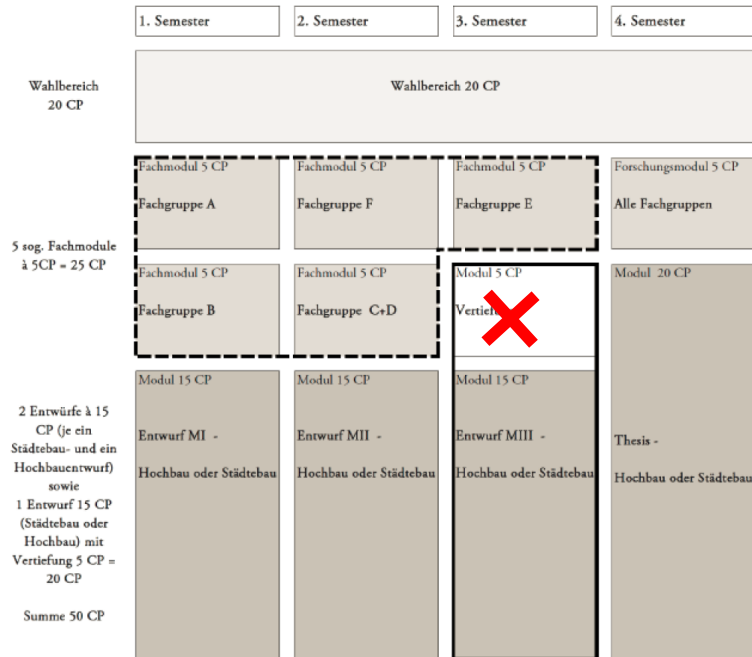 1. Semester
2. Semester
3. Semester
4. Semester
Wahlbereich
20 CP
Wahlbereich 20 CP
5 sog. Fachmodule
à 5CP = 25 CP
Fachmodul 5 CP
Fachgruppe A
Fachmodul 5 CP
Fachgruppe F
Fachmodul 5 CP
Fachgruppe E
Forschungsmodul 5 CP
Alle Fachgruppen
Fachmodul 5 CP
Fachgruppe B
Fachmodul 5 CP
Fachgruppe C+D
Modul 5 CP
Modul 20 CP
Thesis -
Hochbau oder Städtebau
2 Entwürfe à 15
CP (je ein
Städtebau- und ein
Hochbauentwurf)
sowie
1 Entwurf 15 CP
(Städtebau oder
Hochbau) mit
Vertiefung 5 CP =
20 CP
Summe 50 CP
Modul 15 CP
Entwurf MI -
Hochbau oder Städtebau
Modul 15 CP
Entwurf MII -
Hochbau oder Städtebau
Modul 15 CP
Entwurf MIII -
Hochbau oder Städtebau